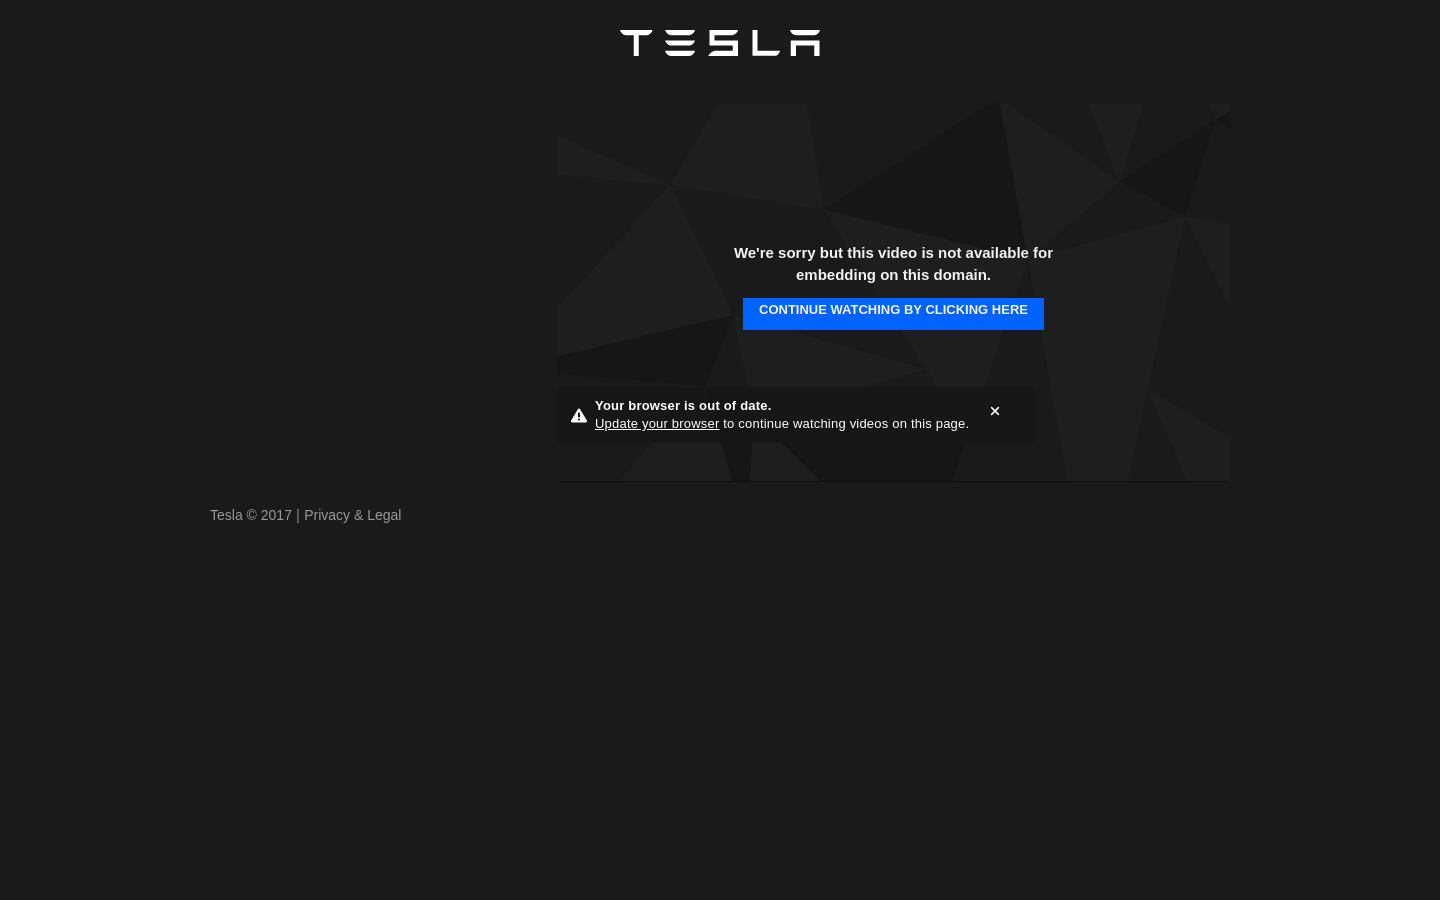 TESLA
We're sorry but this video is not available for
embedding on this domain.
CONTINUE WATCHING BY CLICKING HERE
Your browser is out of date.
Update your browser to continue watching videos on this page.
Tesla © 2017 | Privacy & Legal